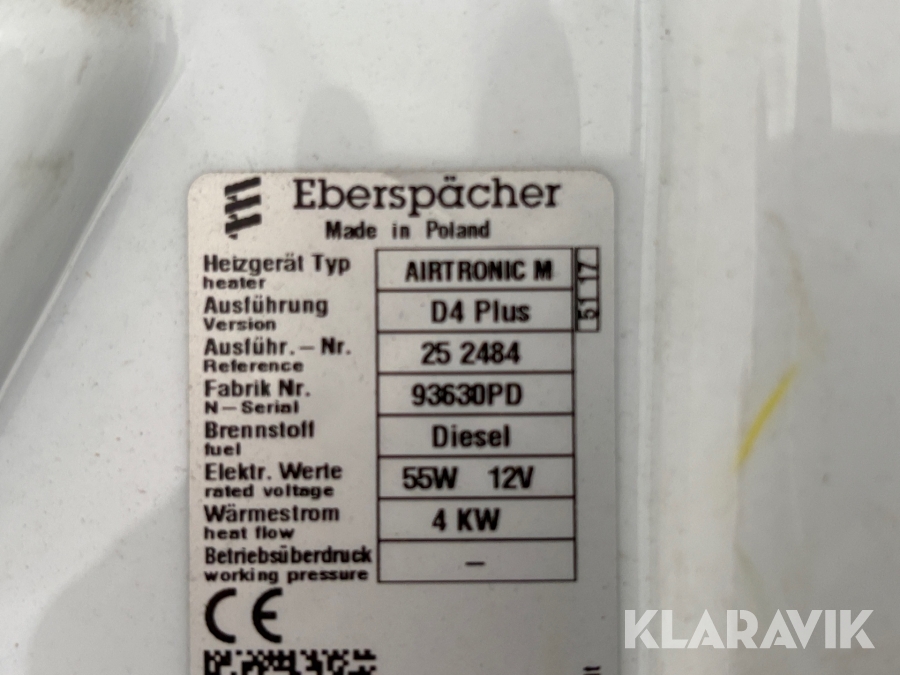 Eberspächer
Made in Poland
Heizgerät Typ AIRTRONIC M
heater
51 17
Ausführung D4 Plus
Version
Ausführ.-Nr. 25 2484
Reference
Fabrik Nr. 93630PD
N-Serial
Brennstoff Diesel
fuel
Elektr. Werte 55W 12V
rated voltage
Wärmestrom 4 KW
heat flow
Betriebsüberdruck –
working pressure
CE
KLARAVIK